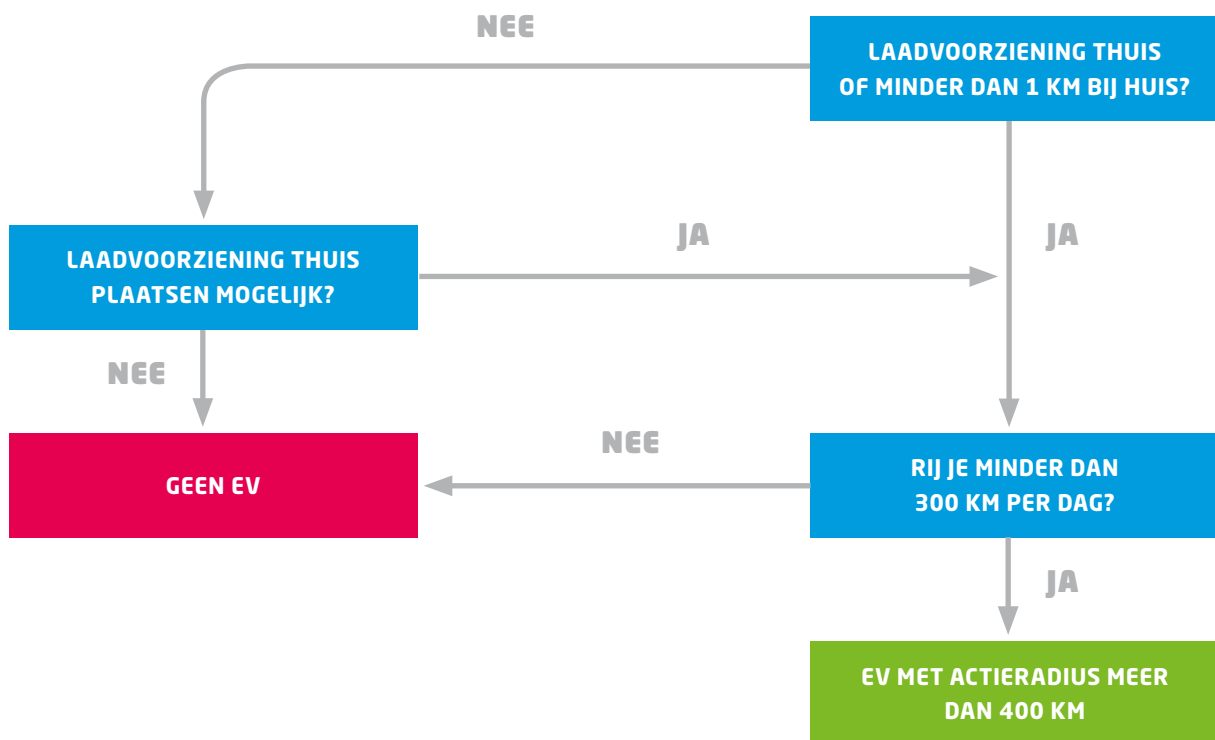 NEE
LAADVOORZIENING THUIS
OF MINDER DAN 1 KM BIJ HUIS?
JA
JA
LAADVOORZIENING THUIS
PLAATSEN MOGELIJK?
NEE
NEE
GEEN EV
RIJ JE MINDER DAN
300 KM PER DAG?
JA
EV MET ACTIERADIUS MEER
DAN 400 KM